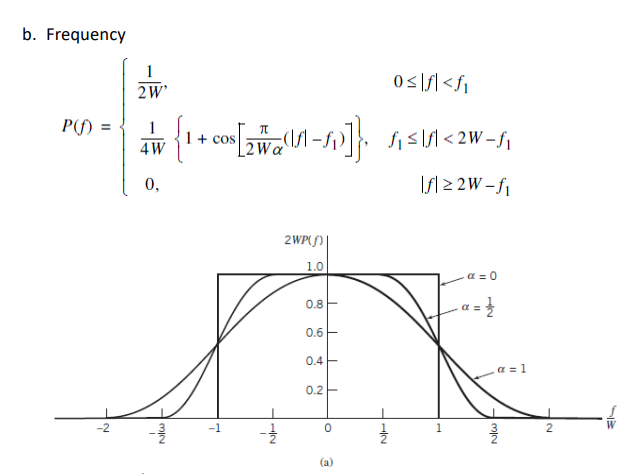 b. Frequency
1/2W, 0 ≤ |f| < f₁
P(f) = { 1/4W {1 + cos[π/2Wα (|f| − f₁)]}, f₁ ≤ |f| < 2W − f₁
0, |f| ≥ 2W − f₁
2WP(f)
1.0
α = 0
0.8
α = 1/2
0.6
0.4
α = 1
0.2
f/W
−2 −3/2 −1 −1/2 0 1/2 1 3/2 2
(a)